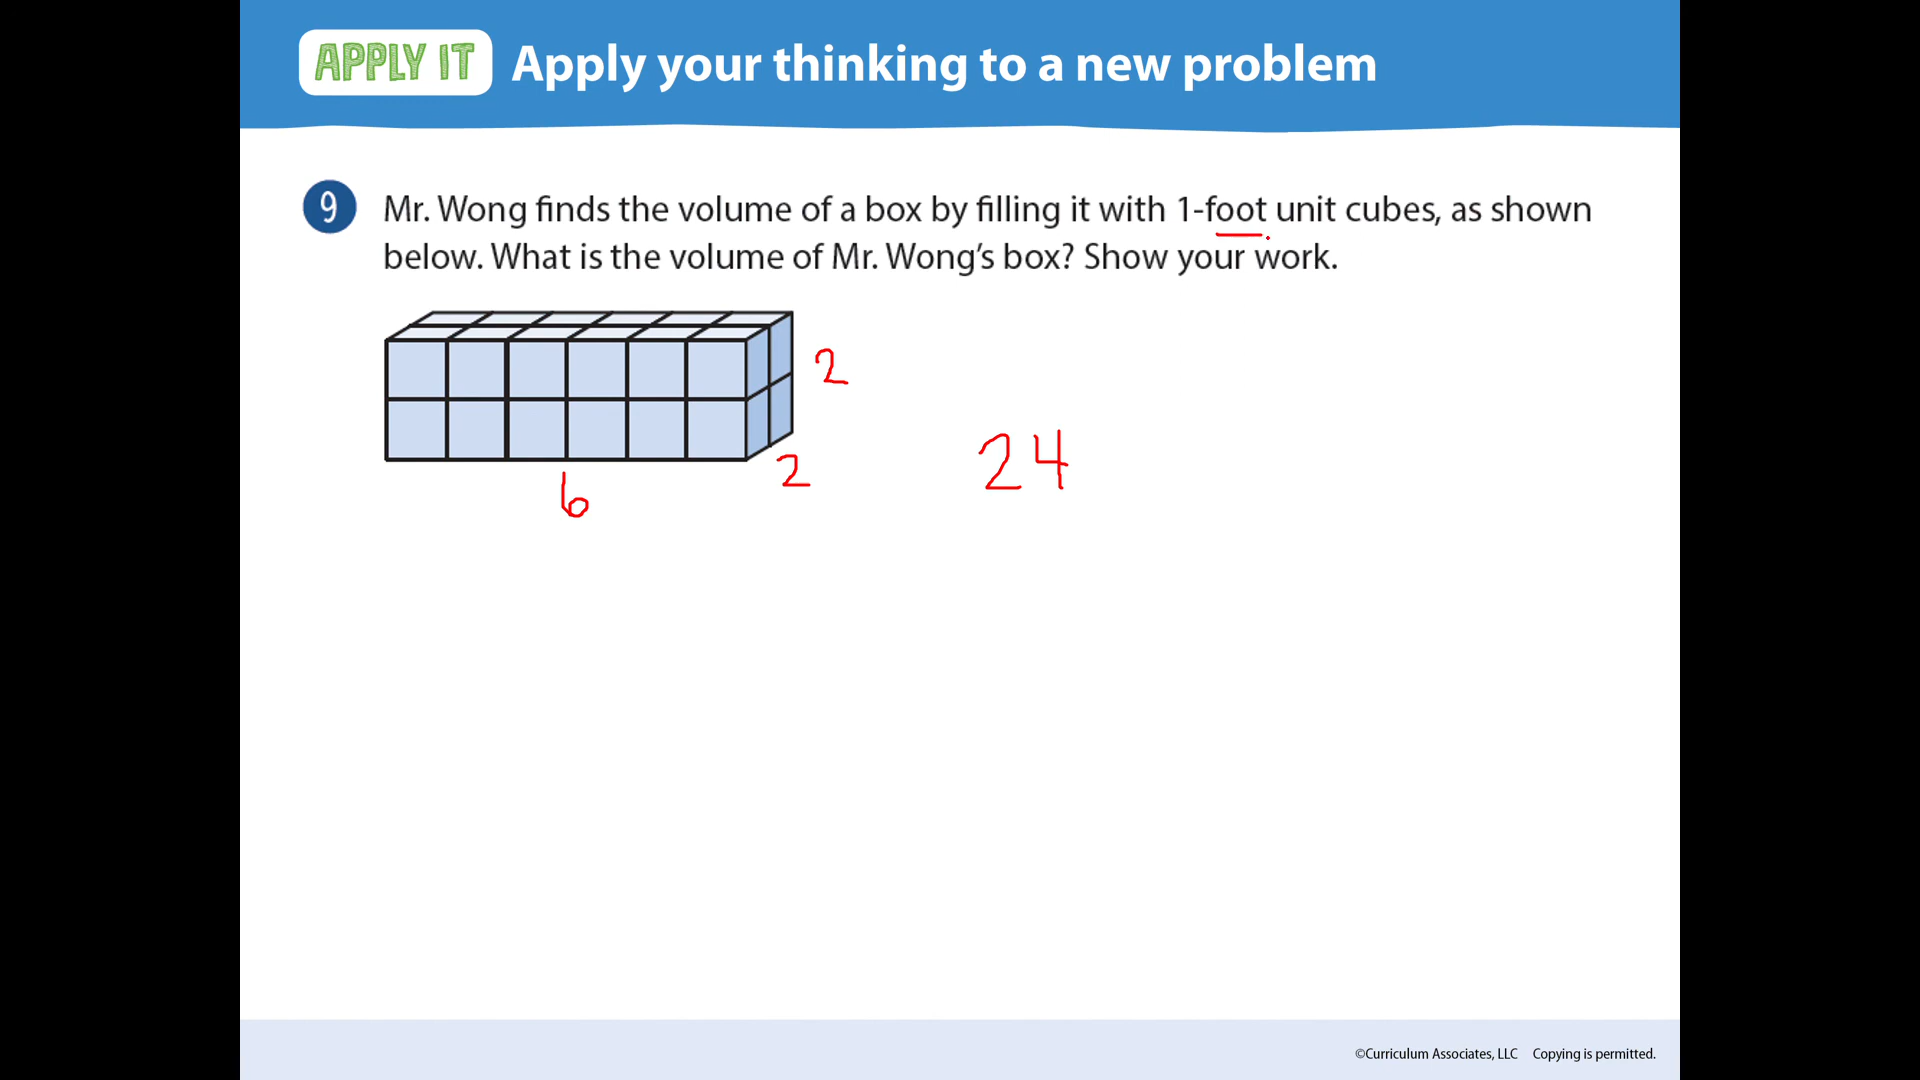 APPLY IT Apply your thinking to a new problem
9 Mr. Wong finds the volume of a box by filling it with 1-foot unit cubes, as shown
below. What is the volume of Mr. Wong’s box? Show your work.
2
2
6
24
©Curriculum Associates, LLC Copying is permitted.